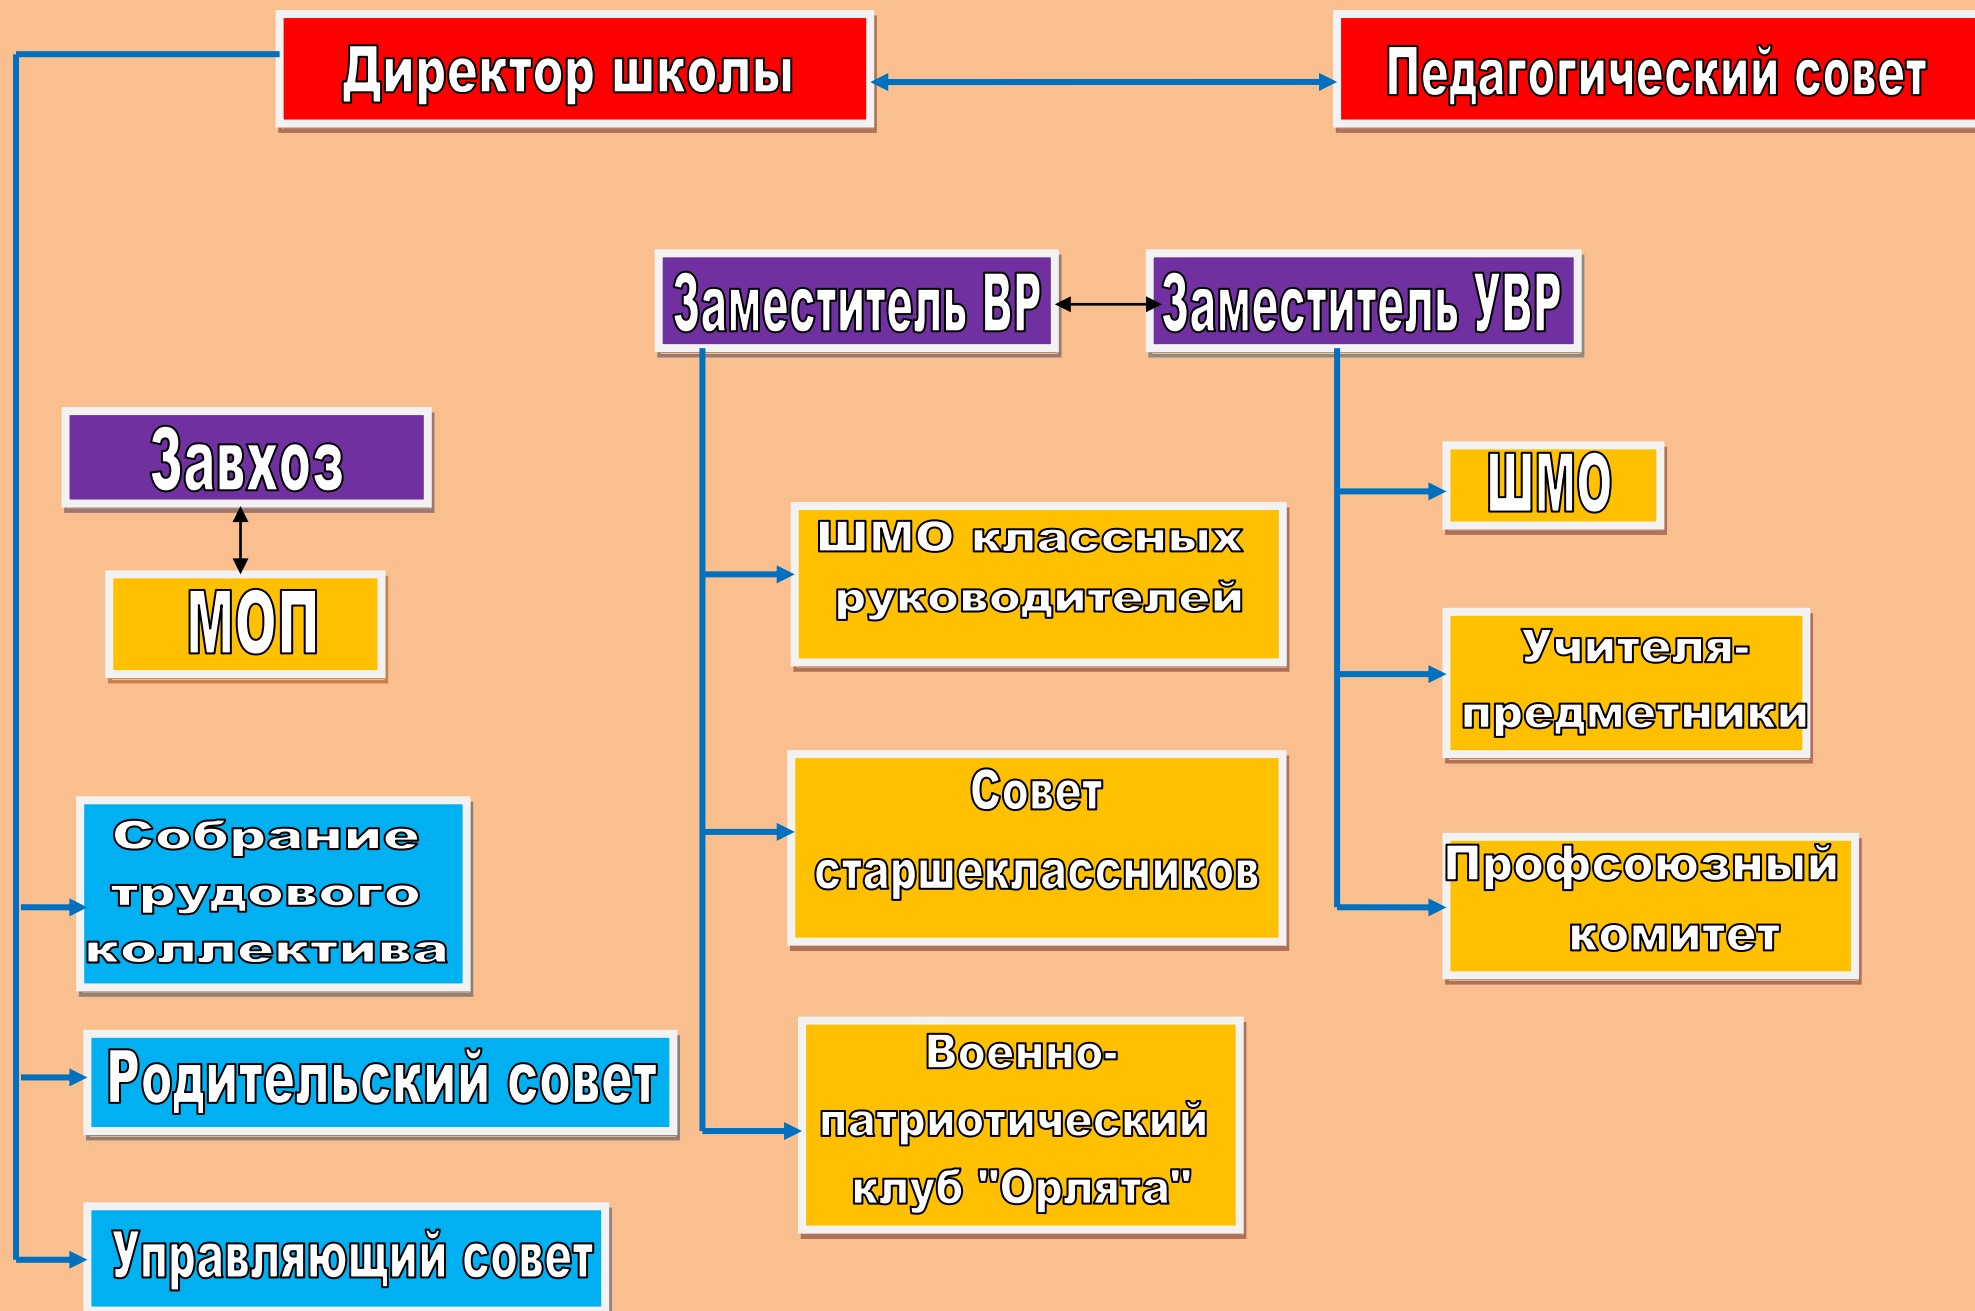 Директор школы
Педагогический совет
Заместитель ВР
Заместитель УВР
Завхоз
МОП
ШМО
ШМО классных
руководителей
Учителя-
предметники
Совет
старшеклассников
Собрание
трудового
коллектива
Профсоюзный
комитет
Родительский совет
Военно-
патриотический
клуб "Орлята"
Управляющий совет